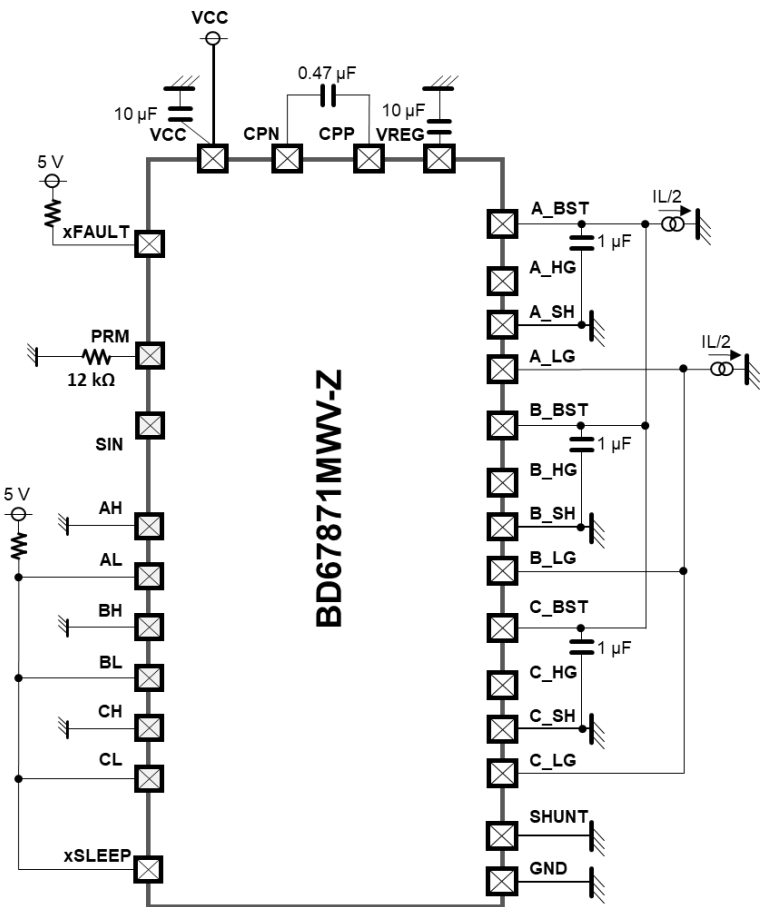 VCC
0.47 µF
10 µF
10 µF
VCC
CPN
CPP
VREG
5 V
xFAULT
PRM
12 kΩ
SIN
5 V
AH
AL
BH
BL
CH
CL
xSLEEP
BD67871MWV-Z
A_BST
IL/2
1 µF
A_HG
A_SH
A_LG
IL/2
B_BST
1 µF
B_HG
B_SH
B_LG
C_BST
1 µF
C_HG
C_SH
C_LG
SHUNT
GND